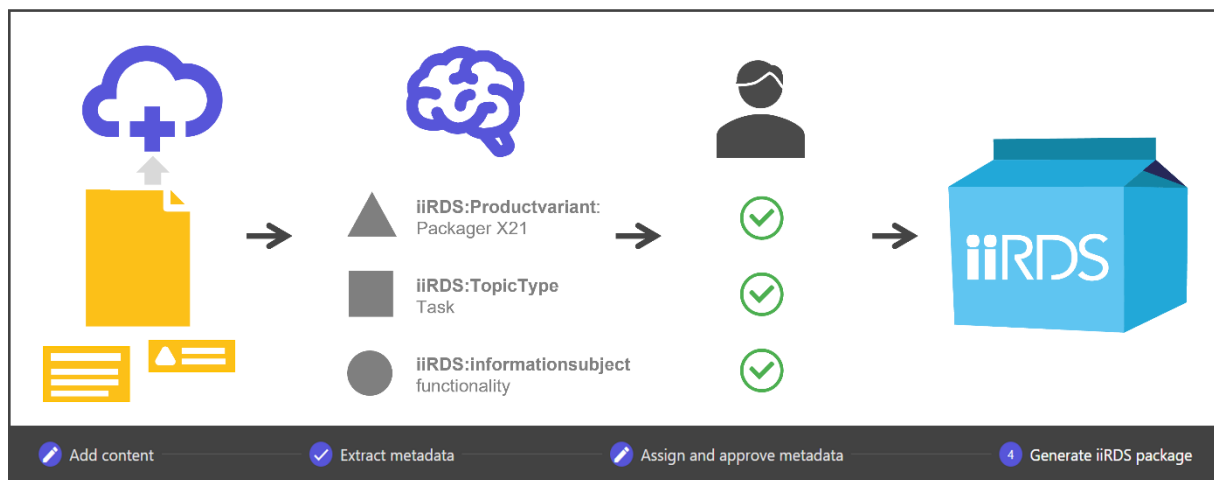 iiRDS:Productvariant:
Packager X21
iiRDS:TopicType
Task
iiRDS:informationsubject
functionality
iiRDS
Add content
Extract metadata
Assign and approve metadata
4 Generate iiRDS package